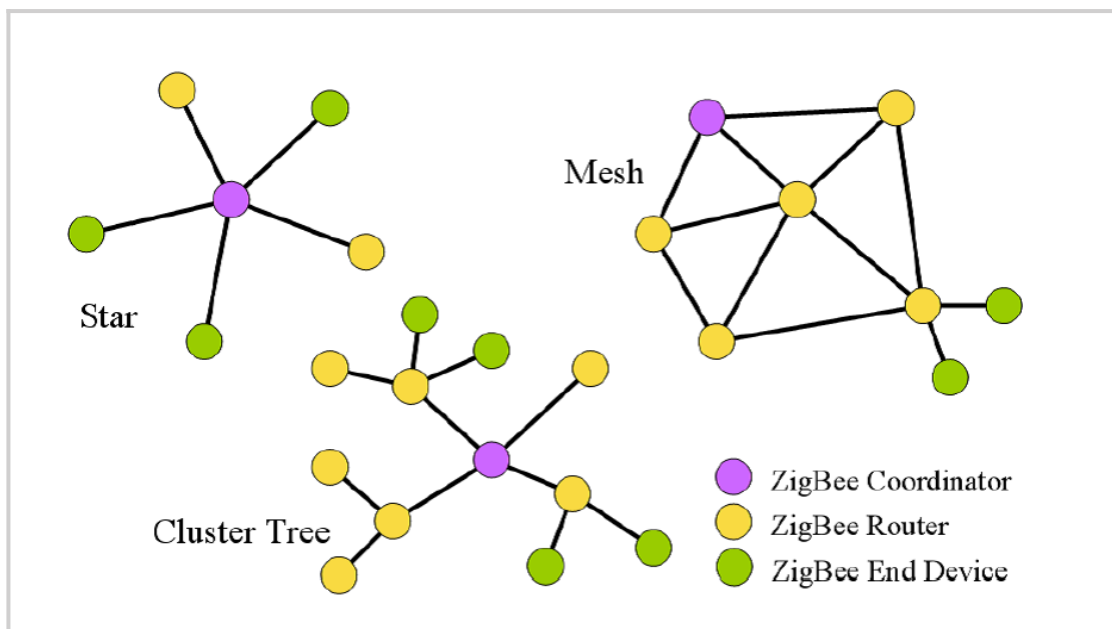 Mesh
Star
Cluster Tree
ZigBee Coordinator
ZigBee Router
ZigBee End Device